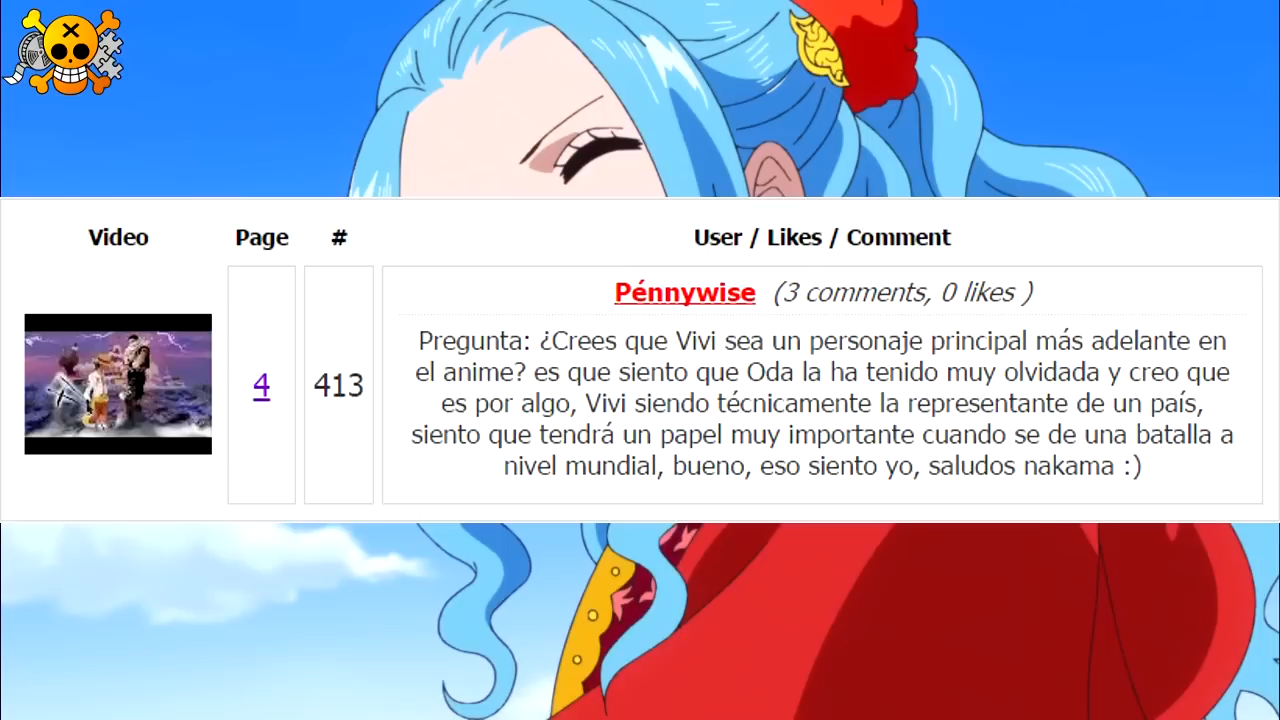 Video Page # User / Likes / Comment
Pénnywise (3 comments, 0 likes )
4 413
Pregunta: ¿Crees que Vivi sea un personaje principal más adelante en
el anime? es que siento que Oda la ha tenido muy olvidada y creo que
es por algo, Vivi siendo técnicamente la representante de un país,
siento que tendrá un papel muy importante cuando se de una batalla a
nivel mundial, bueno, eso siento yo, saludos nakama :)